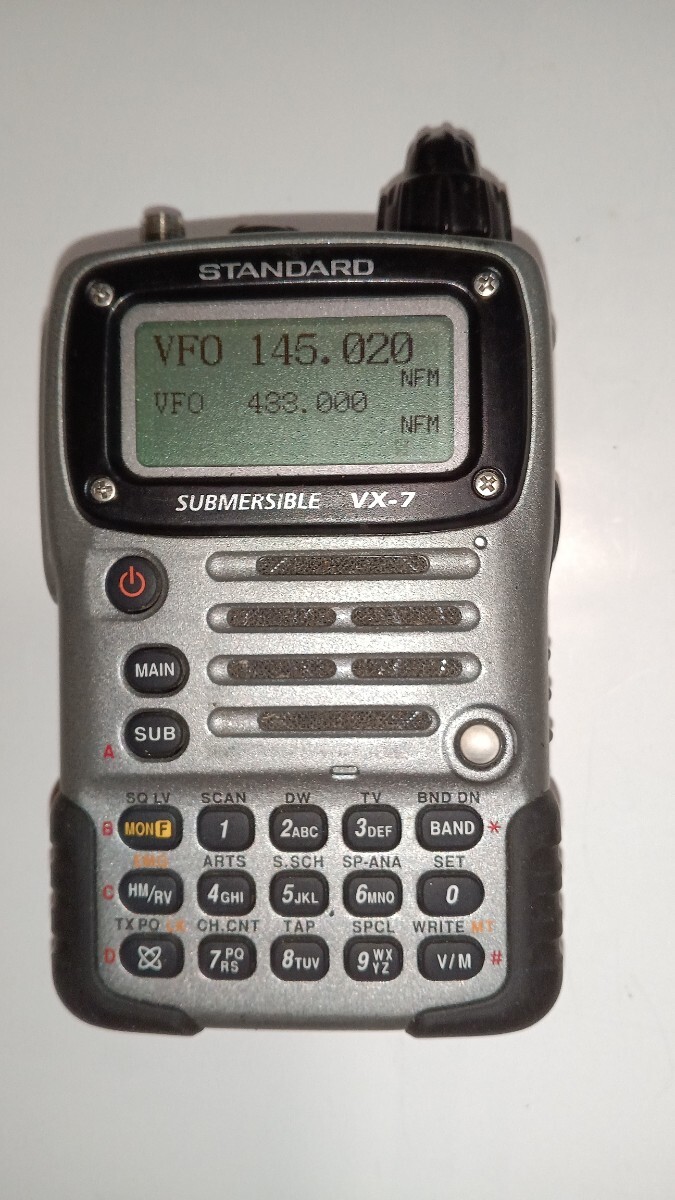 STANDARD
VFO 145.020
NFM
VFO 433.000
NFM
SUBMERSIBLE VX-7
MAIN
SUB
A
SQ LV SCAN DW TV BND DN
B MON F 1 2ABC 3DEF BAND *
EMG ARTS S.SCH SP-ANA SET
C HM/RV 4GHI 5JKL 6MNO 0
TX PO LK CH.CNT TAP SPCL WRITE MT
D 7PQRS 8TUV 9WXYZ V/M #